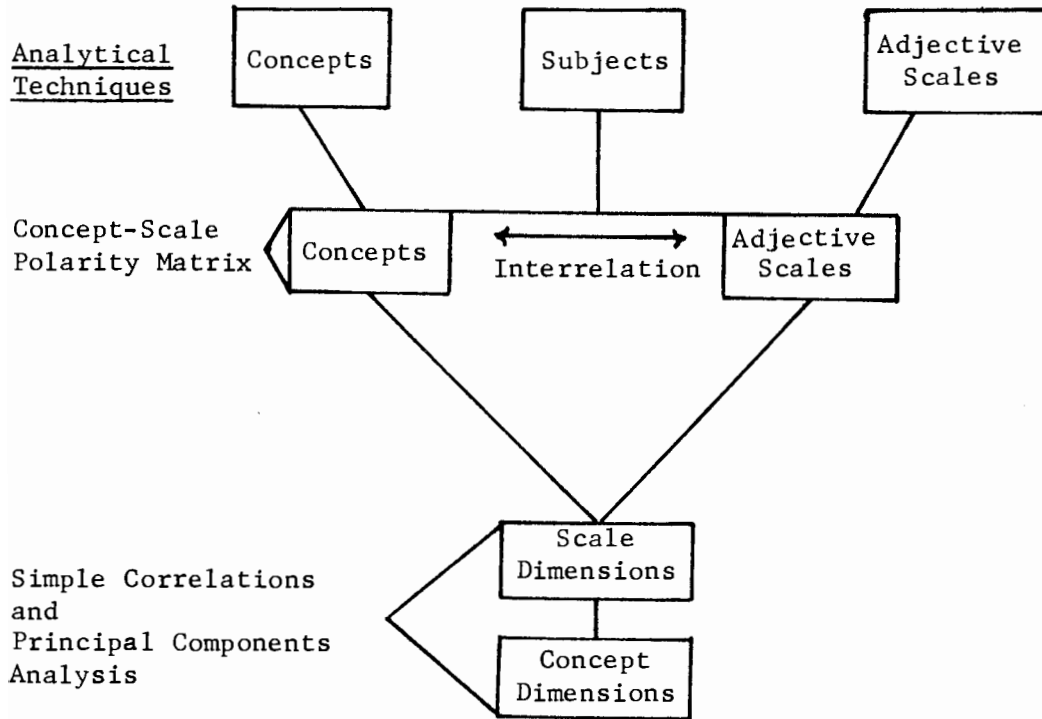 Analytical
Techniques
Concepts
Subjects
Adjective
Scales
Concept-Scale
Polarity Matrix
Concepts
Interrelation
Adjective
Scales
Simple Correlations
and
Principal Components
Analysis
Scale
Dimensions
Concept
Dimensions